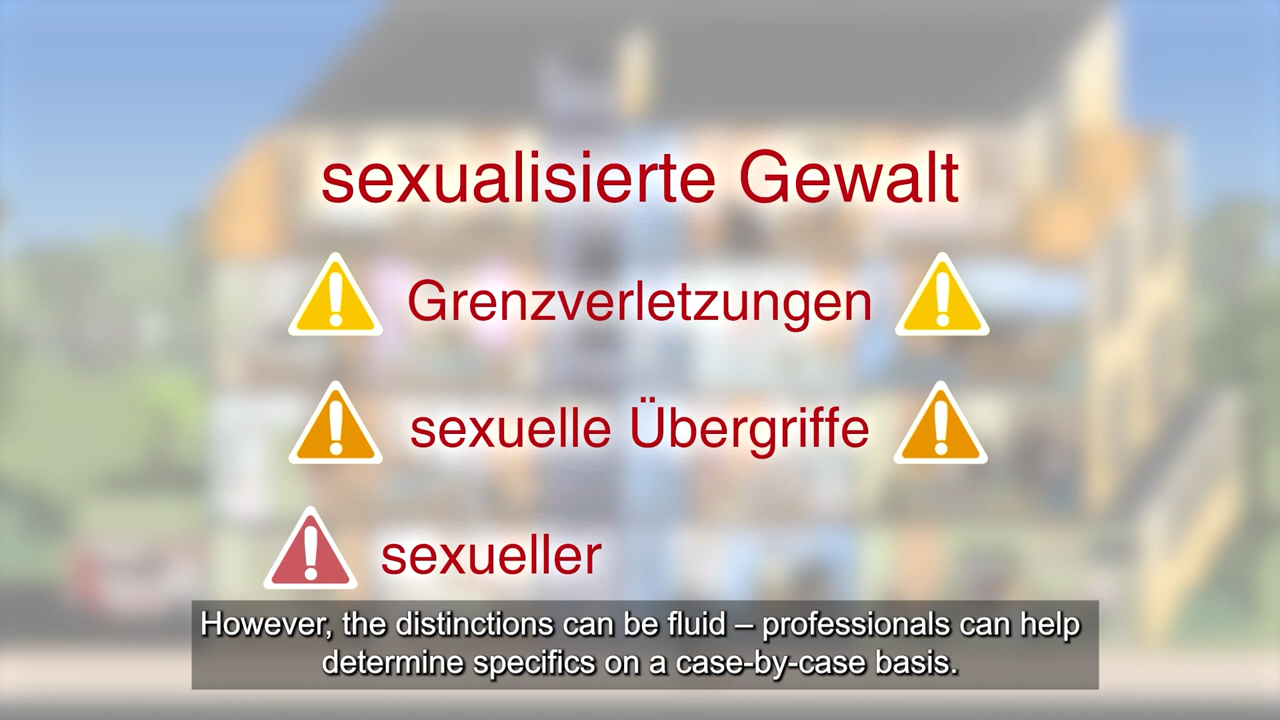 sexualisierte Gewalt
Grenzverletzungen
sexuelle Übergriffe
sexueller
However, the distinctions can be fluid – professionals can help
determine specifics on a case-by-case basis.